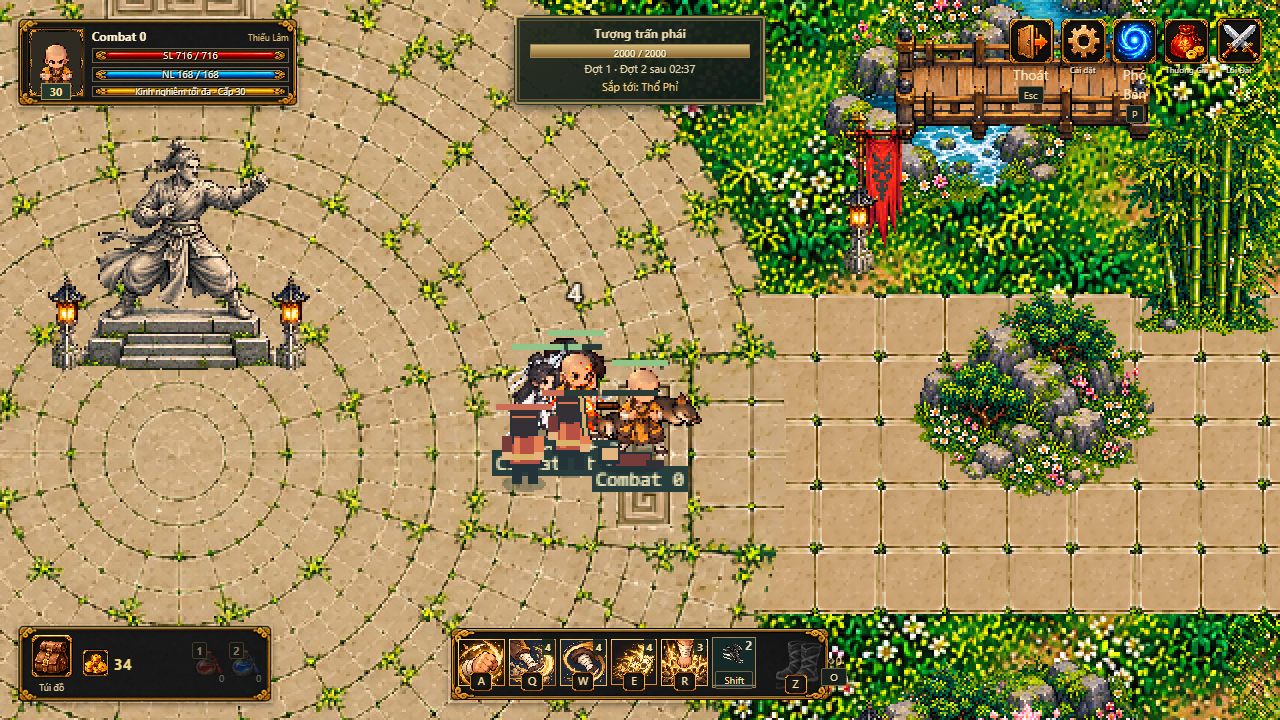 Combat 0
Thiếu Lâm
SL 716 / 716
NL 168 / 168
30
Kinh nghiệm tối đa - Cấp 30
Tượng trấn phái
2000 / 2000
Đợt 1 · Đợt 2 sau 02:37
Sắp tới: Thổ Phỉ
Thoát
Esc
Cài đặt
Phó Bản
P
4
Combat 0
Túi đồ
34
1
0
2
0
A
4
Q
4
W
4
E
3
R
2
Shift
Z
O